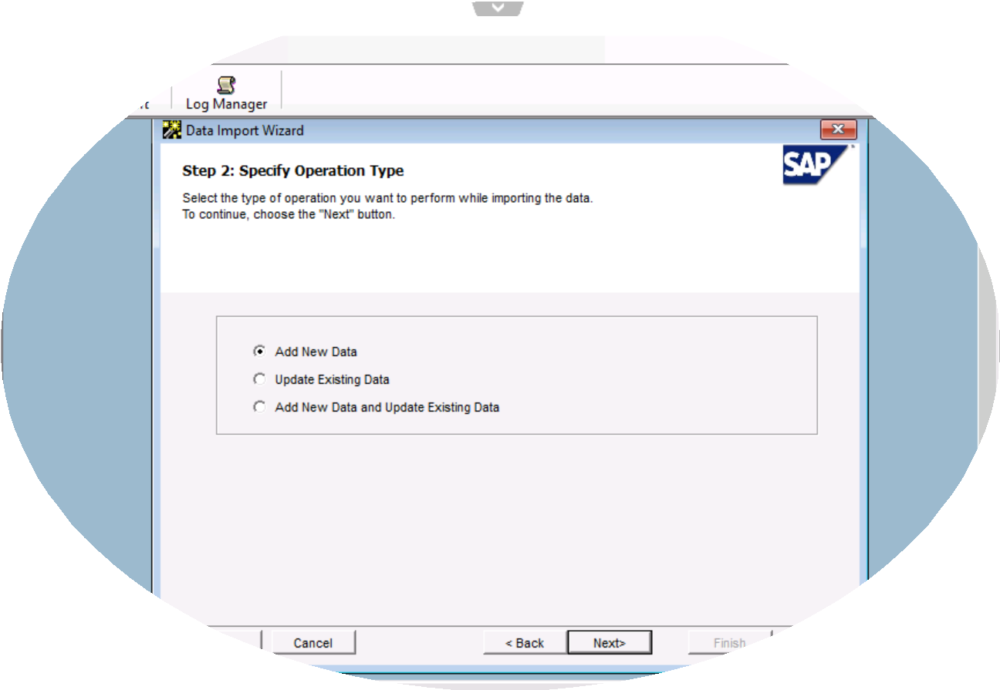 Log Manager
Data Import Wizard
Step 2: Specify Operation Type
SAP
Select the type of operation you want to perform while importing the data.
To continue, choose the "Next" button.
Add New Data
Update Existing Data
Add New Data and Update Existing Data
Cancel
< Back
Next>
Finish